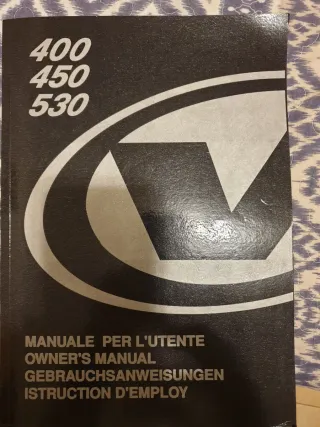 400
450
530
MANUALE PER L'UTENTE
OWNER'S MANUAL
GEBRAUCHSANWEISUNGEN
ISTRUCTION D'EMPLOY